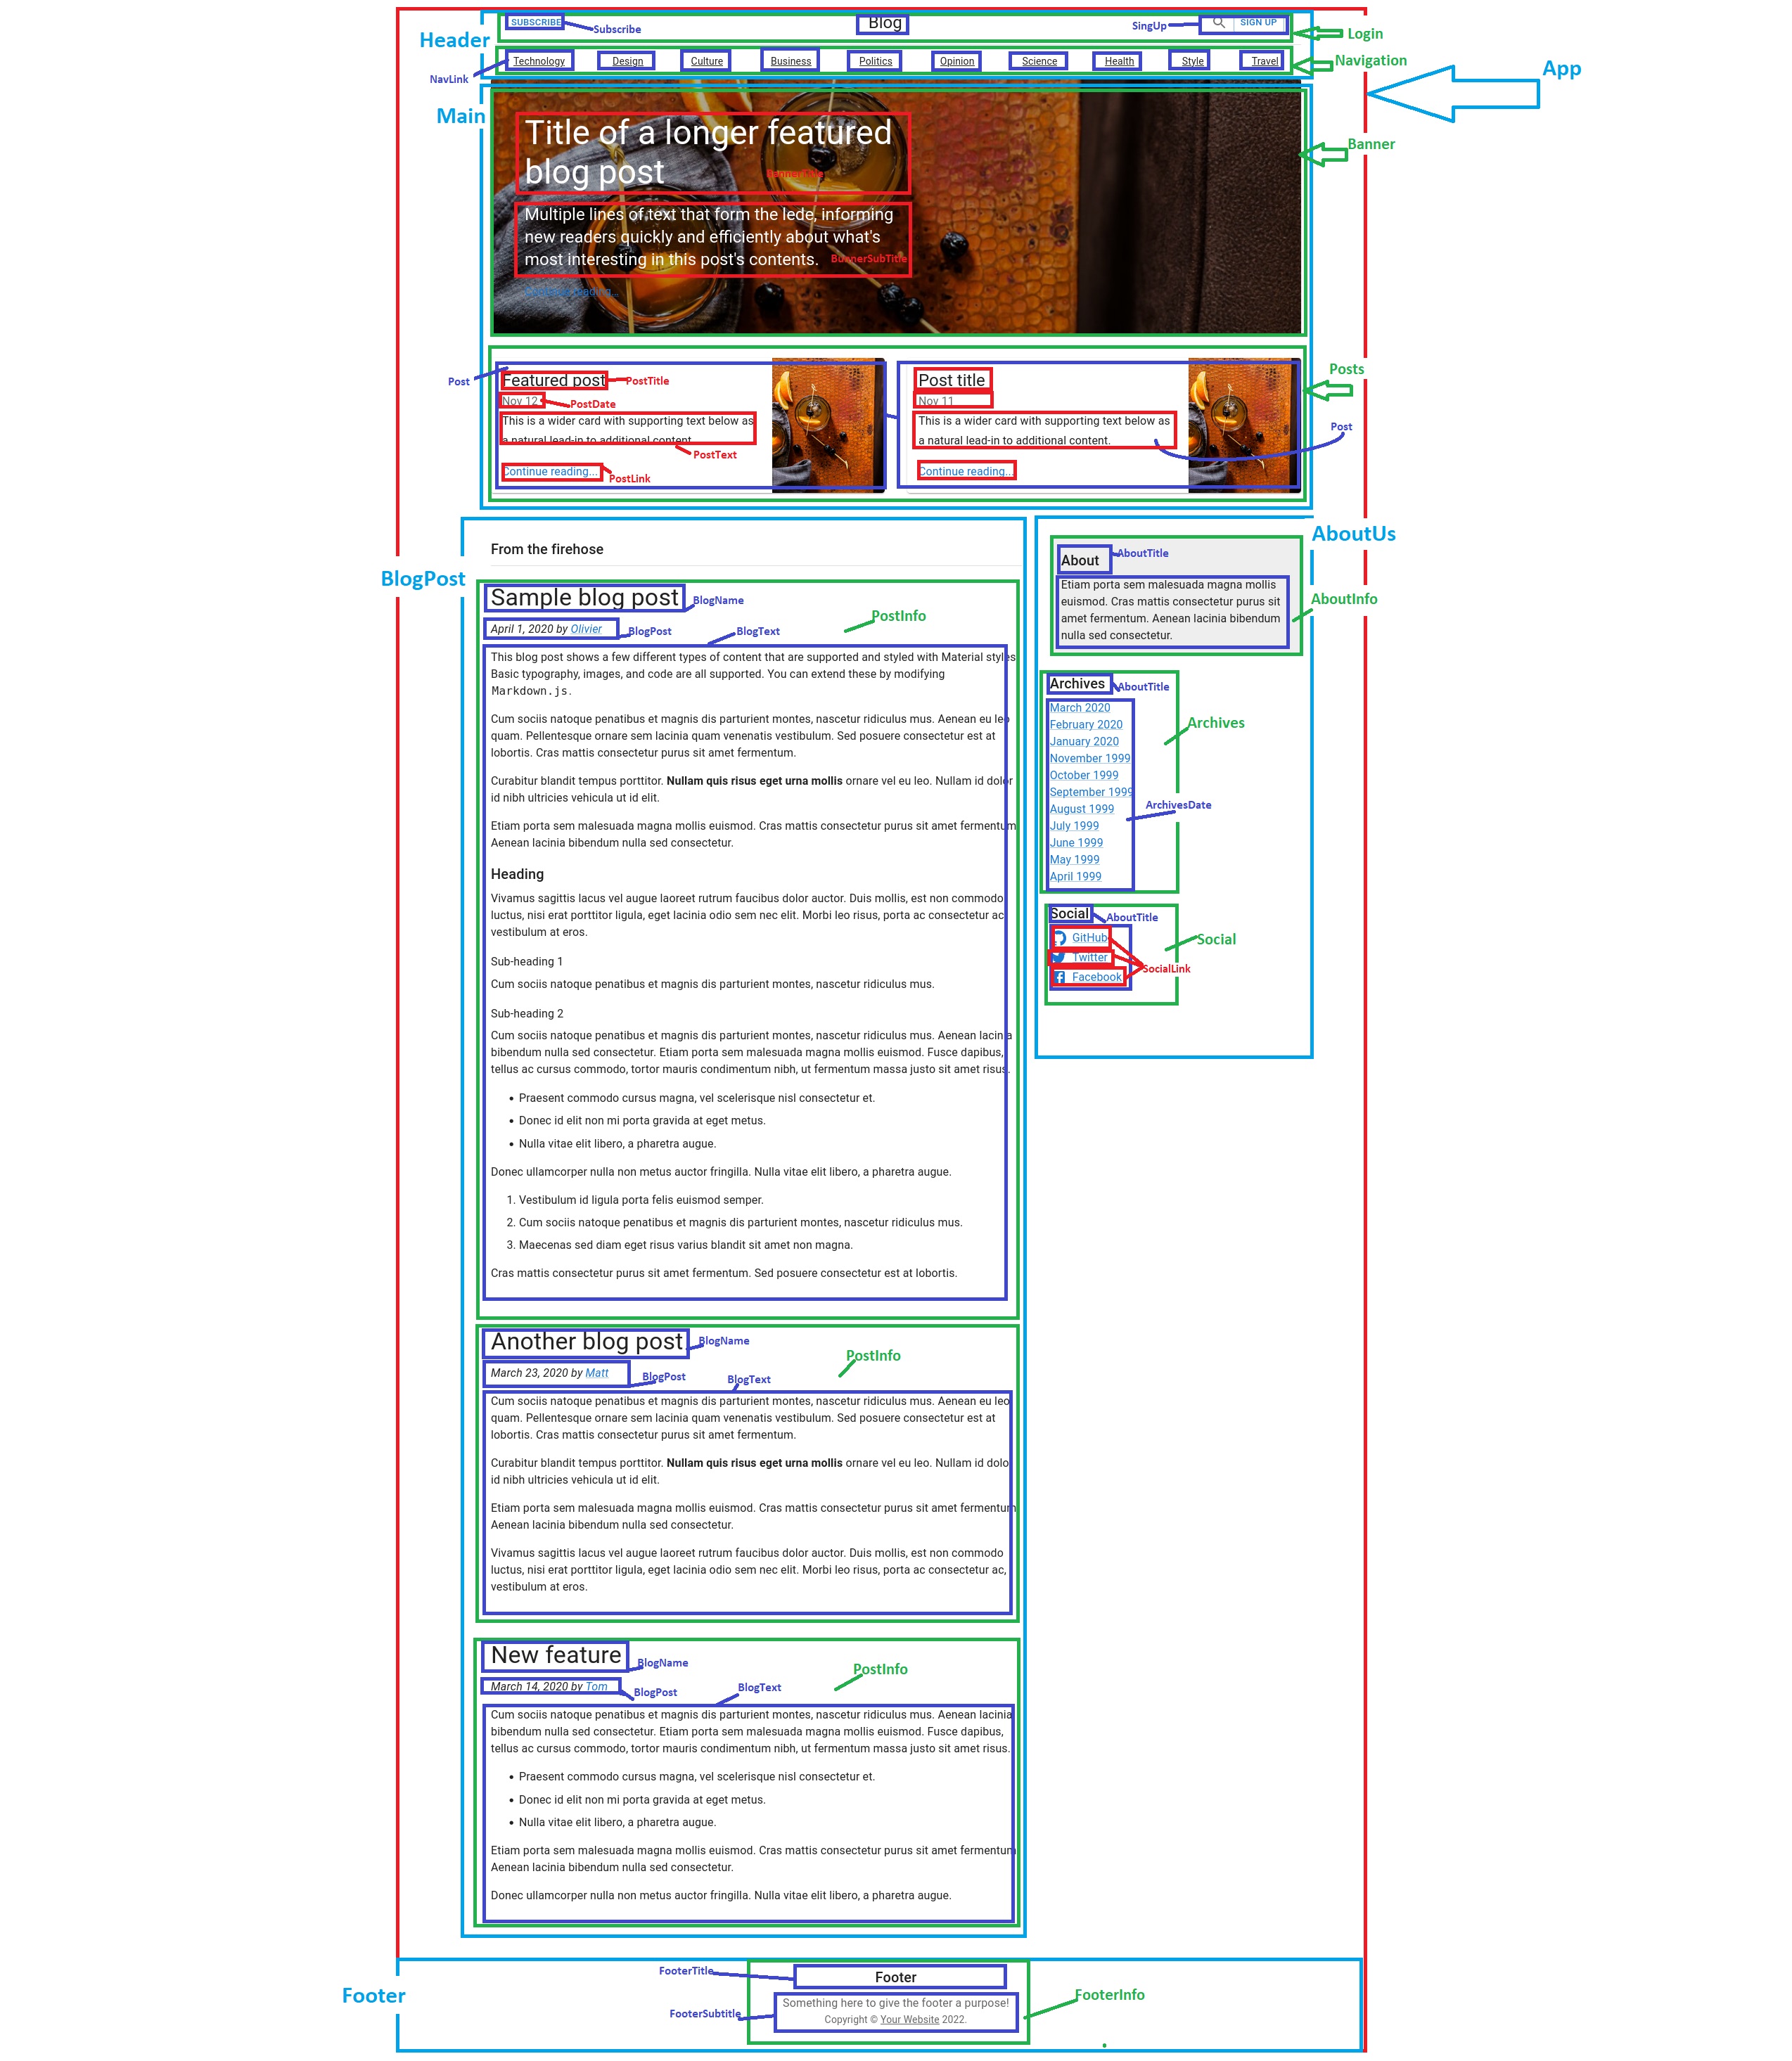 SUBSCRIBE
Subscribe
Blog
SingUp
SIGN UP
Login
Header
Technology
Design
Culture
Business
Politics
Opinion
Science
Health
Style
Travel
Navigation
NavLink
App
Main
Title of a longer featured
blog post
BannerTitle
Banner
Multiple lines of text that form the lede, informing
new readers quickly and efficiently about what's
most interesting in this post's contents.
BunnerSubTitle
Post
Featured post
PostTitle
Nov 12
PostDate
This is a wider card with supporting text below as
a natural lead-in to additional content.
PostText
Continue reading...
PostLink
Post title
Nov 11
This is a wider card with supporting text below as
a natural lead-in to additional content.
Continue reading...
Posts
Post
BlogPost
From the firehose
Sample blog post
BlogName
PostInfo
April 1, 2020 by Olivier
BlogPost
BlogText
This blog post shows a few different types of content that are supported and styled with Material styles
Basic typography, images, and code are all supported. You can extend these by modifying
Markdown.js.
Cum sociis natoque penatibus et magnis dis parturient montes, nascetur ridiculus mus. Aenean eu leo
quam. Pellentesque ornare sem lacinia quam venenatis vestibulum. Sed posuere consectetur est at
lobortis. Cras mattis consectetur purus sit amet fermentum.
Curabitur blandit tempus porttitor. Nullam quis risus eget urna mollis ornare vel eu leo. Nullam id dolor
id nibh ultricies vehicula ut id elit.
Etiam porta sem malesuada magna mollis euismod. Cras mattis consectetur purus sit amet fermentum
Aenean lacinia bibendum nulla sed consectetur.
Heading
Vivamus sagittis lacus vel augue laoreet rutrum faucibus dolor auctor. Duis mollis, est non commodo
luctus, nisi erat porttitor ligula, eget lacinia odio sem nec elit. Morbi leo risus, porta ac consectetur ac
vestibulum at eros.
Sub-heading 1
Cum sociis natoque penatibus et magnis dis parturient montes, nascetur ridiculus mus.
Sub-heading 2
Cum sociis natoque penatibus et magnis dis parturient montes, nascetur ridiculus mus. Aenean lacinia
bibendum nulla sed consectetur. Etiam porta sem malesuada magna mollis euismod. Fusce dapibus,
tellus ac cursus commodo, tortor mauris condimentum nibh, ut fermentum massa justo sit amet risus.
• Praesent commodo cursus magna, vel scelerisque nisl consectetur et.
• Donec id elit non mi porta gravida at eget metus.
• Nulla vitae elit libero, a pharetra augue.
Donec ullamcorper nulla non metus auctor fringilla. Nulla vitae elit libero, a pharetra augue.
1. Vestibulum id ligula porta felis euismod semper.
2. Cum sociis natoque penatibus et magnis dis parturient montes, nascetur ridiculus mus.
3. Maecenas sed diam eget risus varius blandit sit amet non magna.
Cras mattis consectetur purus sit amet fermentum. Sed posuere consectetur est at lobortis.
Another blog post
BlogName
PostInfo
March 23, 2020 by Matt
BlogPost
BlogText
Cum sociis natoque penatibus et magnis dis parturient montes, nascetur ridiculus mus. Aenean eu leo
quam. Pellentesque ornare sem lacinia quam venenatis vestibulum. Sed posuere consectetur est at
lobortis. Cras mattis consectetur purus sit amet fermentum.
Curabitur blandit tempus porttitor. Nullam quis risus eget urna mollis ornare vel eu leo. Nullam id dolo
id nibh ultricies vehicula ut id elit.
Etiam porta sem malesuada magna mollis euismod. Cras mattis consectetur purus sit amet fermentum
Aenean lacinia bibendum nulla sed consectetur.
Vivamus sagittis lacus vel augue laoreet rutrum faucibus dolor auctor. Duis mollis, est non commodo
luctus, nisi erat porttitor ligula, eget lacinia odio sem nec elit. Morbi leo risus, porta ac consectetur ac,
vestibulum at eros.
New feature
BlogName
PostInfo
March 14, 2020 by Tom
BlogPost
BlogText
Cum sociis natoque penatibus et magnis dis parturient montes, nascetur ridiculus mus. Aenean lacinia
bibendum nulla sed consectetur. Etiam porta sem malesuada magna mollis euismod. Fusce dapibus,
tellus ac cursus commodo, tortor mauris condimentum nibh, ut fermentum massa justo sit amet risus.
• Praesent commodo cursus magna, vel scelerisque nisl consectetur et.
• Donec id elit non mi porta gravida at eget metus.
• Nulla vitae elit libero, a pharetra augue.
Etiam porta sem malesuada magna mollis euismod. Cras mattis consectetur purus sit amet fermentum
Aenean lacinia bibendum nulla sed consectetur.
Donec ullamcorper nulla non metus auctor fringilla. Nulla vitae elit libero, a pharetra augue.
AboutUs
About
AboutTitle
Etiam porta sem malesuada magna mollis
euismod. Cras mattis consectetur purus sit
amet fermentum. Aenean lacinia bibendum
nulla sed consectetur.
AboutInfo
Archives
AboutTitle
March 2020
February 2020
January 2020
November 1999
October 1999
September 1999
August 1999
July 1999
June 1999
May 1999
April 1999
Archives
ArchivesDate
Social
AboutTitle
GitHub
Twitter
Facebook
Social
SocialLink
Footer
FooterTitle
Footer
FooterSubtitle
Something here to give the footer a purpose!
Copyright © Your Website 2022.
FooterInfo